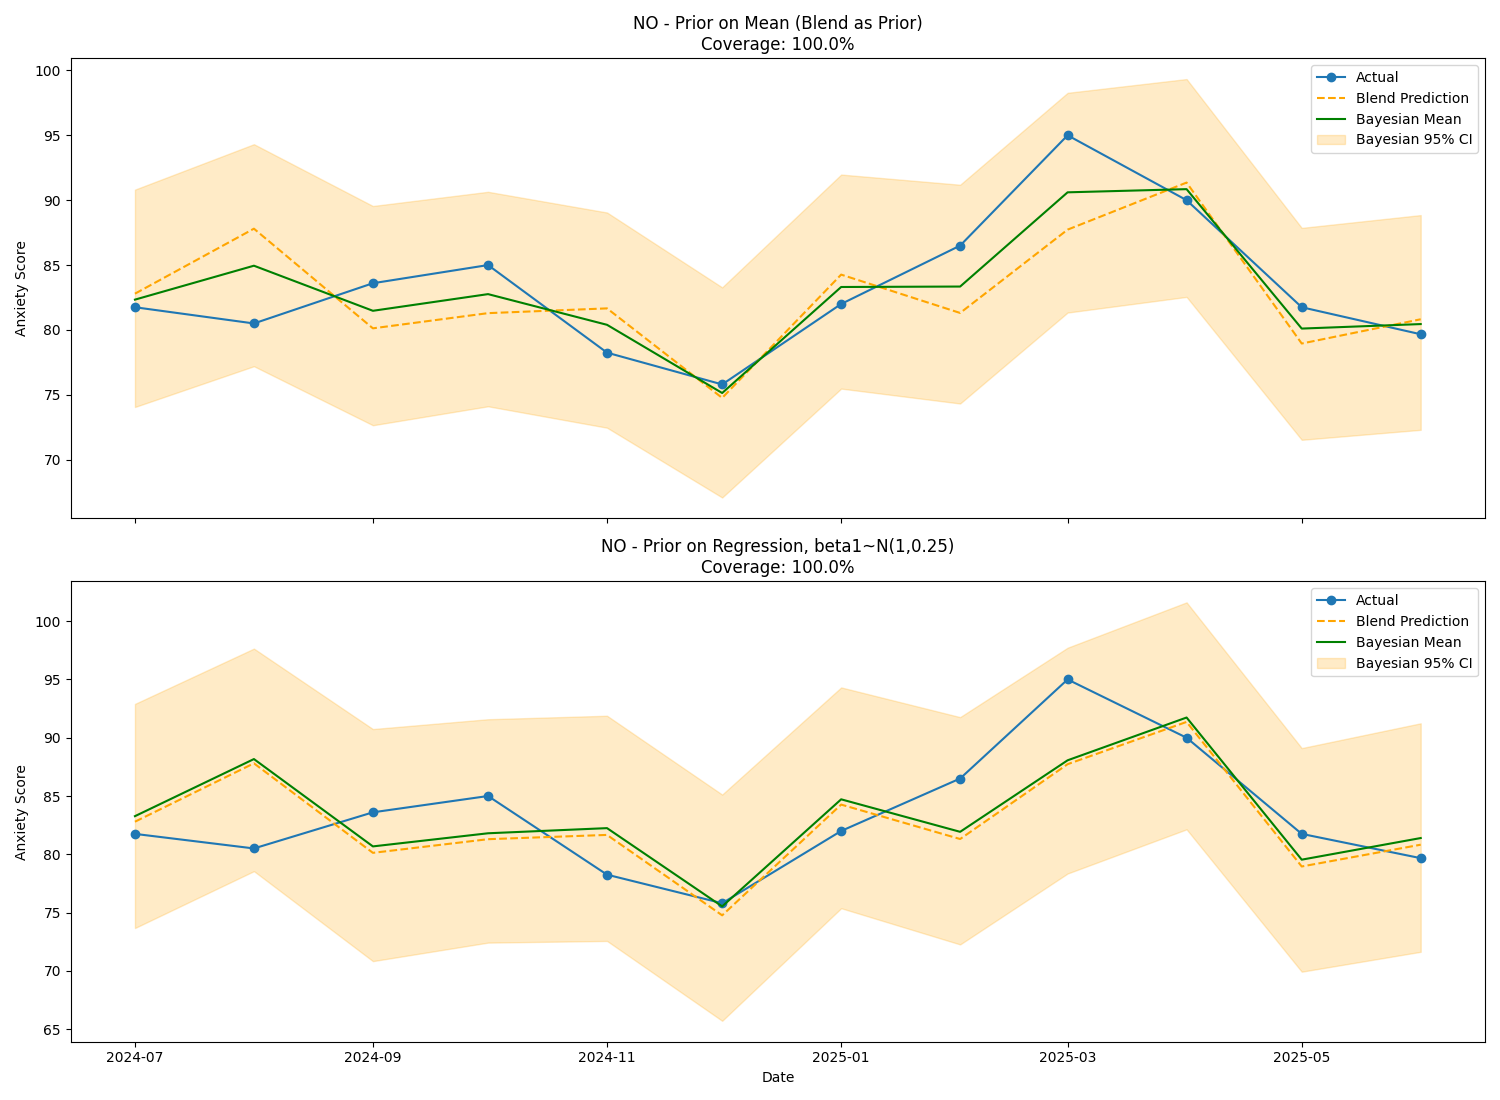 NO - Prior on Mean (Blend as Prior)
Coverage: 100.0%
Anxiety Score
100
95
90
85
80
75
70
Actual
Blend Prediction
Bayesian Mean
Bayesian 95% CI
NO - Prior on Regression, beta1~N(1,0.25)
Coverage: 100.0%
Anxiety Score
100
95
90
85
80
75
70
65
Actual
Blend Prediction
Bayesian Mean
Bayesian 95% CI
2024-07 2024-09 2024-11 2025-01 2025-03 2025-05
Date